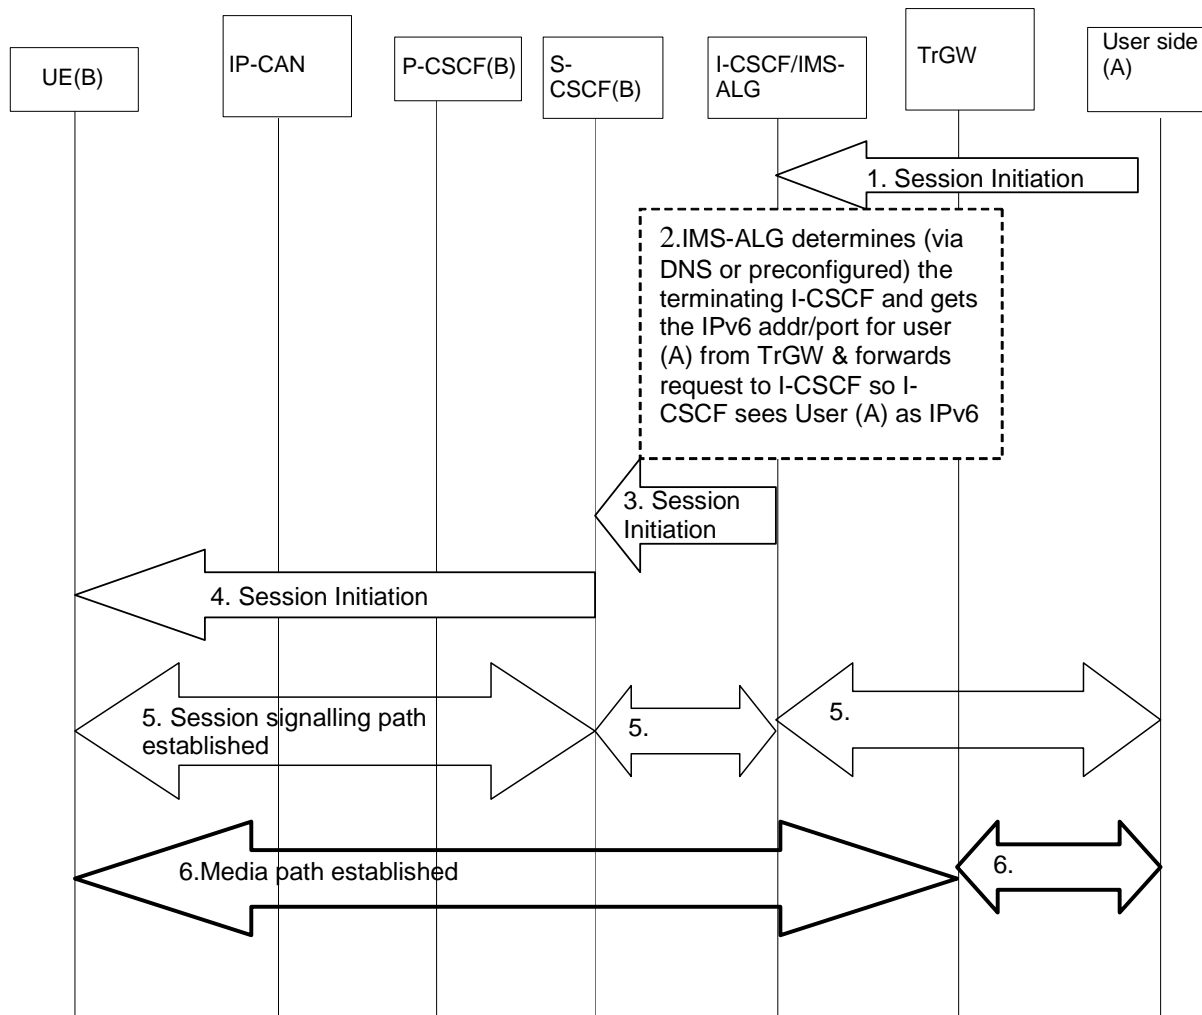 UE(B)
IP-CAN
P-CSCF(B)
S-
CSCF(B)
I-CSCF/IMS-
ALG
TrGW
User side
(A)
1. Session Initiation
2.IMS-ALG determines (via
DNS or preconfigured) the
terminating I-CSCF and gets
the IPv6 addr/port for user
(A) from TrGW & forwards
request to I-CSCF so I-
CSCF sees User (A) as IPv6
3. Session
Initiation
4. Session Initiation
5. Session signalling path
established
5.
5.
6.Media path established
6.